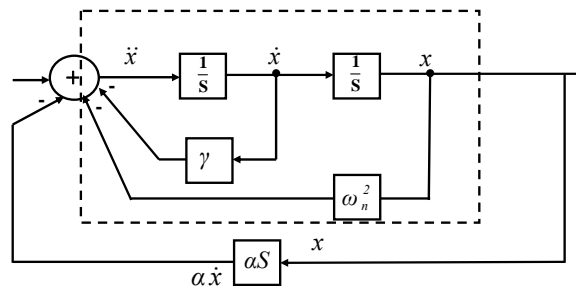 ẍ ẋ x
+ 1/s 1/s
- - -
γ
ω_n^2
x
αS
αẋ